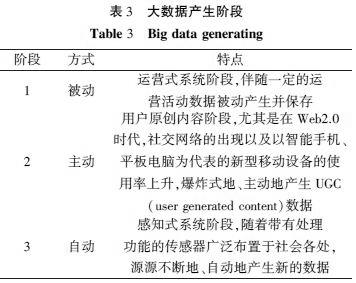 表 3 大数据产生阶段
Table 3 Big data generating
阶段 方式 特点
运营式系统阶段,伴随一定的运
1 被动
营活动数据被动产生并保存
用户原创内容阶段,尤其是在 Web2.0
时代,社交网络的出现以及以智能手机、
2 主动 平板电脑为代表的新型移动设备的使
用率上升,爆炸式地、主动地产生 UGC
(user generated content)数据
感知式系统阶段,随着带有处理
3 自动 功能的传感器广泛布置于社会各处,
源源不断地、自动地产生新的数据